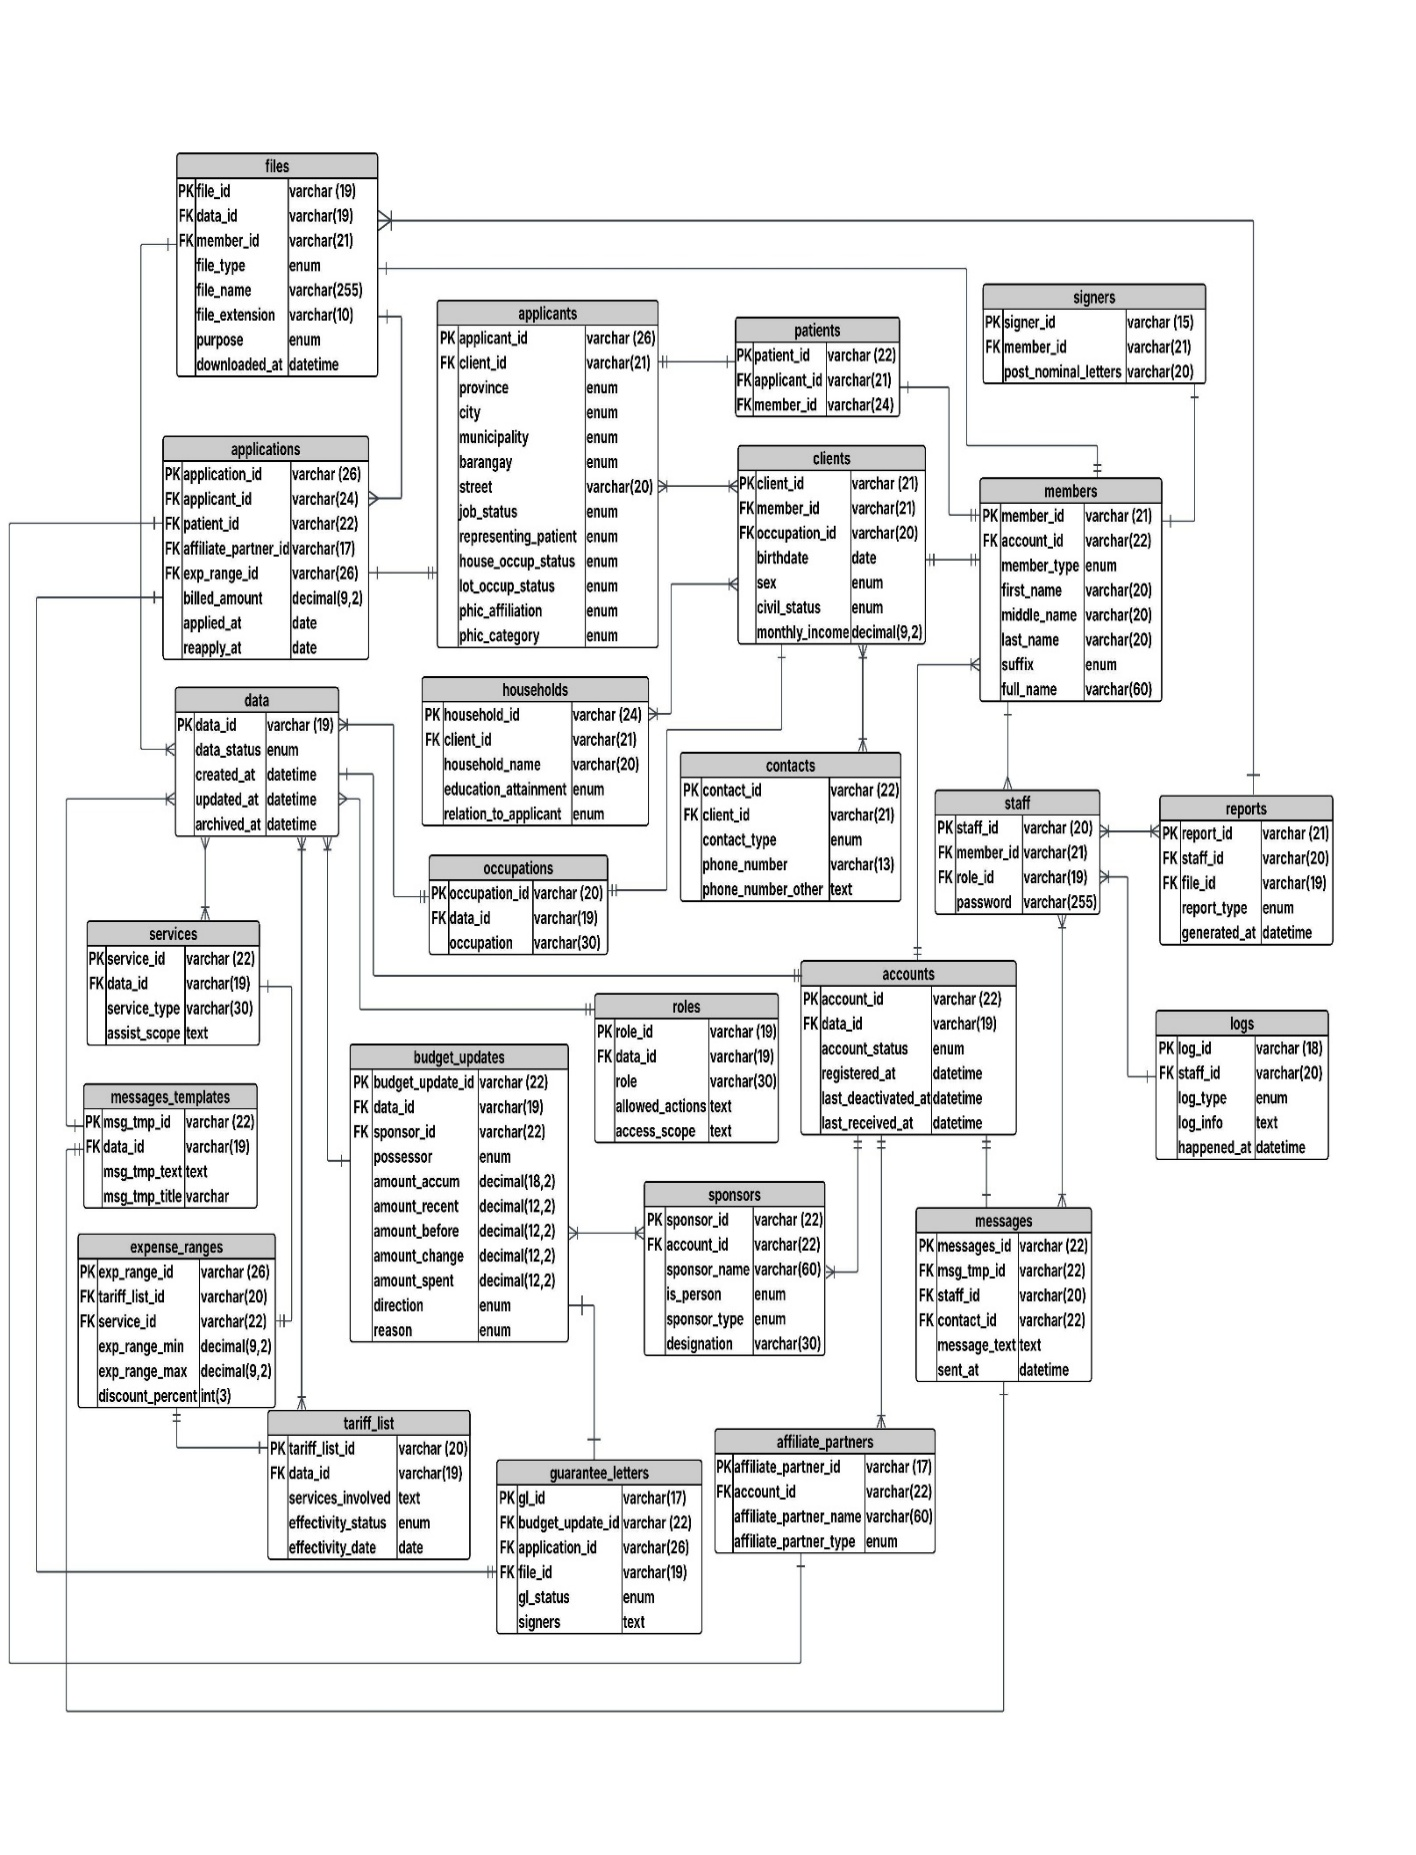 files
PK file_id varchar (19)
FK data_id varchar(19)
FK member_id varchar(21)
file_type enum
file_name varchar(255)
file_extension varchar(10)
purpose enum
downloaded_at datetime
applicants
PK applicant_id varchar (26)
FK client_id varchar(21)
province enum
city enum
municipality enum
barangay enum
street varchar(20)
job_status enum
representing_patient enum
house_occup_status enum
lot_occup_status enum
phic_affiliation enum
phic_category enum
patients
PK patient_id varchar (22)
FK applicant_id varchar(21)
FK member_id varchar(24)
signers
PK signer_id varchar (15)
FK member_id varchar(21)
post_nominal_letters varchar(20)
applications
PK application_id varchar (26)
FK applicant_id varchar(24)
FK patient_id varchar(22)
FK affiliate_partner_id varchar(17)
FK exp_range_id varchar(26)
billed_amount decimal(9,2)
applied_at date
reapply_at date
clients
PK client_id varchar (21)
FK member_id varchar(21)
FK occupation_id varchar(20)
birthdate date
sex enum
civil_status enum
monthly_income decimal(9,2)
members
PK member_id varchar (21)
FK account_id varchar(22)
member_type enum
first_name varchar(20)
middle_name varchar(20)
last_name varchar(20)
suffix enum
full_name varchar(60)
data
PK data_id varchar (19)
data_status enum
created_at datetime
updated_at datetime
archived_at datetime
households
PK household_id varchar (24)
FK client_id varchar(21)
household_name varchar(20)
education_attainment enum
relation_to_applicant enum
contacts
PK contact_id varchar (22)
FK client_id varchar(21)
contact_type enum
phone_number varchar(13)
phone_number_other text
staff
PK staff_id varchar (20)
FK member_id varchar(21)
FK role_id varchar(19)
password varchar(255)
reports
PK report_id varchar (21)
FK staff_id varchar(20)
FK file_id varchar(19)
report_type enum
generated_at datetime
occupations
PK occupation_id varchar (20)
FK data_id varchar(19)
occupation varchar(30)
services
PK service_id varchar (22)
FK data_id varchar(19)
service_type varchar(30)
assist_scope text
accounts
PK account_id varchar (22)
FK data_id varchar(19)
account_status enum
registered_at datetime
last_deactivated_at datetime
last_received_at datetime
roles
PK role_id varchar (19)
FK data_id varchar(19)
role varchar(30)
allowed_actions text
access_scope text
logs
PK log_id varchar (18)
FK staff_id varchar(20)
log_type enum
log_info text
happened_at datetime
budget_updates
PK budget_update_id varchar (22)
FK data_id varchar(19)
FK sponsor_id varchar(22)
possessor enum
amount_accum decimal(18,2)
amount_recent decimal(12,2)
amount_before decimal(12,2)
amount_change decimal(12,2)
amount_spent decimal(12,2)
direction enum
reason enum
messages_templates
PK msg_tmp_id varchar (22)
FK data_id varchar(19)
msg_tmp_text text
msg_tmp_title varchar
sponsors
PK sponsor_id varchar (22)
FK account_id varchar(22)
sponsor_name varchar(60)
is_person enum
sponsor_type enum
designation varchar(30)
messages
PK messages_id varchar (22)
FK msg_tmp_id varchar(22)
FK staff_id varchar(20)
FK contact_id varchar(22)
message_text text
sent_at datetime
expense_ranges
PK exp_range_id varchar (26)
FK tariff_list_id varchar(20)
FK service_id varchar(22)
exp_range_min decimal(9,2)
exp_range_max decimal(9,2)
discount_percent int(3)
tariff_list
PK tariff_list_id varchar (20)
FK data_id varchar(19)
services_involved text
effectivity_status enum
effectivity_date date
guarantee_letters
PK gl_id varchar(17)
FK budget_update_id varchar (22)
FK application_id varchar(26)
FK file_id varchar(19)
gl_status enum
signers text
affiliate_partners
PK affiliate_partner_id varchar (17)
FK account_id varchar(22)
affiliate_partner_name varchar(60)
affiliate_partner_type enum